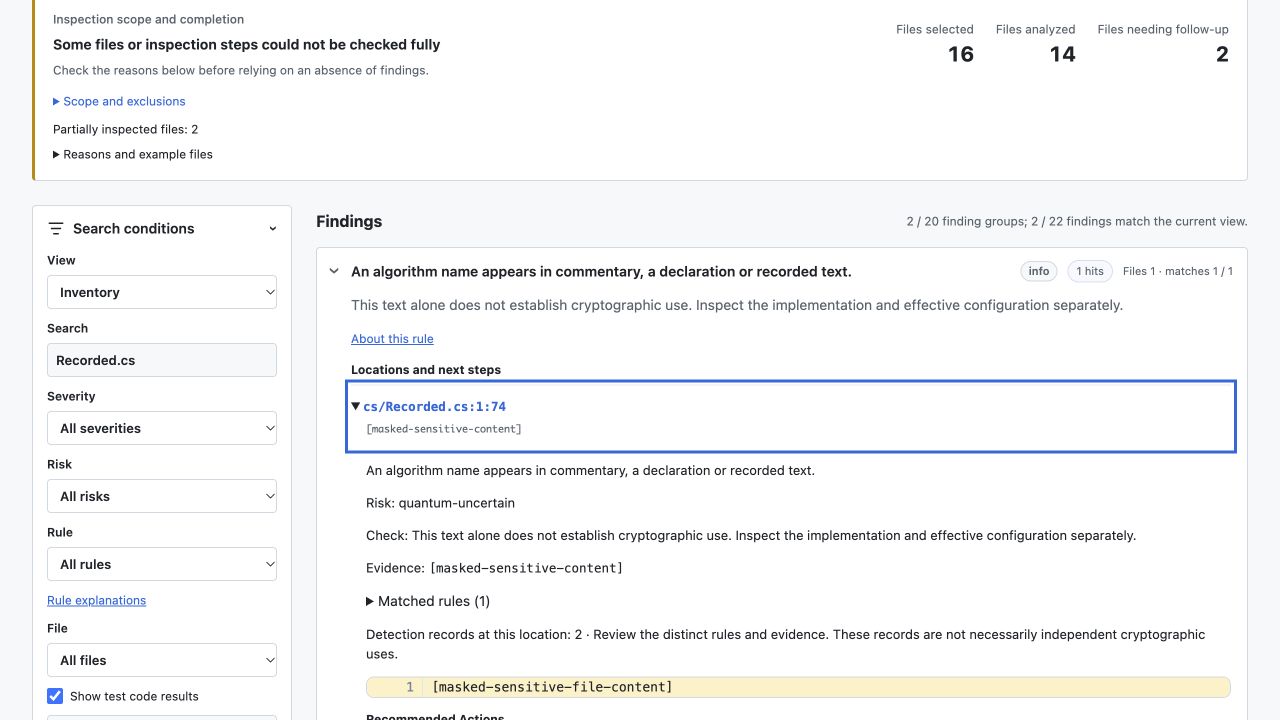 Inspection scope and completion
Some files or inspection steps could not be checked fully
Check the reasons below before relying on an absence of findings.
Files selected
16
Files analyzed
14
Files needing follow-up
2
Scope and exclusions
Partially inspected files: 2
Reasons and example files
Search conditions
View
Inventory
Search
Recorded.cs
Severity
All severities
Risk
All risks
Rule
All rules
Rule explanations
File
All files
Show test code results
Findings
2 / 20 finding groups; 2 / 22 findings match the current view.
An algorithm name appears in commentary, a declaration or recorded text.
info
1 hits
Files 1 · matches 1 / 1
This text alone does not establish cryptographic use. Inspect the implementation and effective configuration separately.
About this rule
Locations and next steps
cs/Recorded.cs:1:74
[masked-sensitive-content]
An algorithm name appears in commentary, a declaration or recorded text.
Risk: quantum-uncertain
Check: This text alone does not establish cryptographic use. Inspect the implementation and effective configuration separately.
Evidence: [masked-sensitive-content]
Matched rules (1)
Detection records at this location: 2 · Review the distinct rules and evidence. These records are not necessarily independent cryptographic
uses.
1 [masked-sensitive-file-content]
Recommended Actions